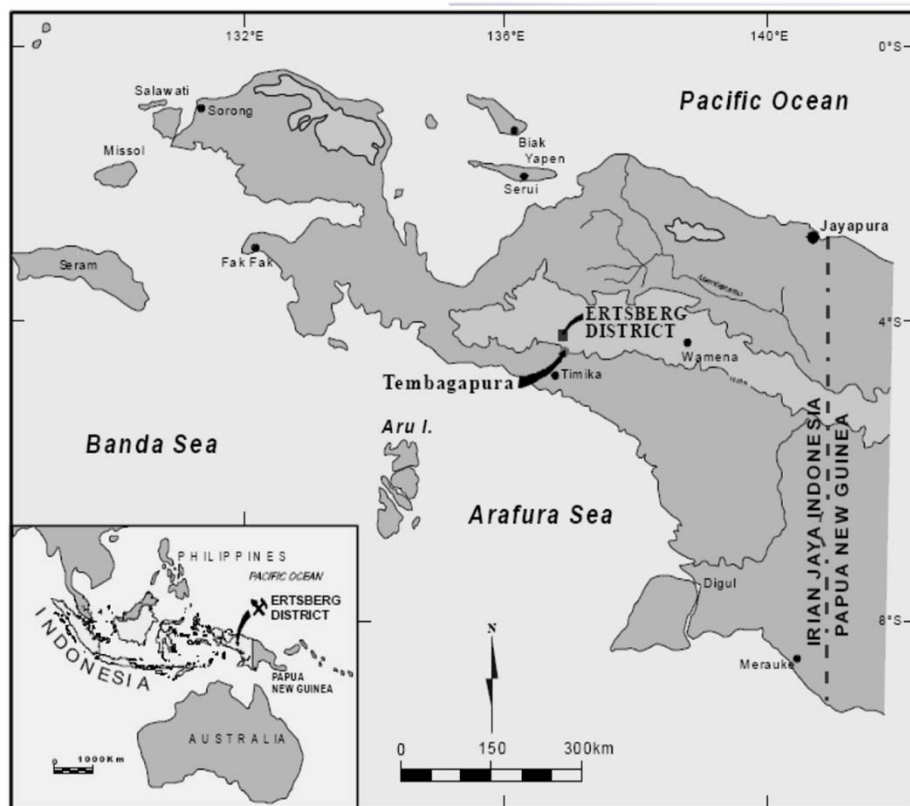 132°E
136°E
140°E
0°S
Pacific Ocean
Salawati
Sorong
Missol
Biak
Yapen
Serui
Jayapura
Fak Fak
Seram
4°S
ERTSBERG
DISTRICT
Wamena
Tembagapura
Timika
Aru I.
Banda Sea
Arafura Sea
IRIAN JAYA INDONESIA
PAPUA NEW GUINEA
Digul
8°S
Merauke
N
0
150
300km
PHILIPPINES
PACIFIC OCEAN
ERTSBERG
DISTRICT
INDONESIA
PAPUA
NEW GUINEA
AUSTRALIA
0
1000Km